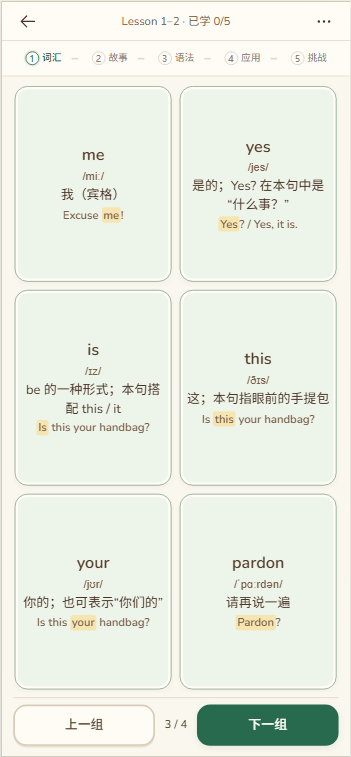 Lesson 1–2 · 已学 0/5
1 词汇 – 2 故事 – 3 语法 – 4 应用 – 5 挑战
me
/miː/
我（宾格）
Excuse me!
yes
/jes/
是的；Yes? 在本句中是
“什么事？”
Yes? / Yes, it is.
is
/ɪz/
be 的一种形式；本句搭
配 this / it
Is this your handbag?
this
/ðɪs/
这；本句指眼前的手提包
Is this your handbag?
your
/jʊr/
你的；也可表示“你们的”
Is this your handbag?
pardon
/ˈpɑːrdən/
请再说一遍
Pardon?
上一组
3 / 4
下一组